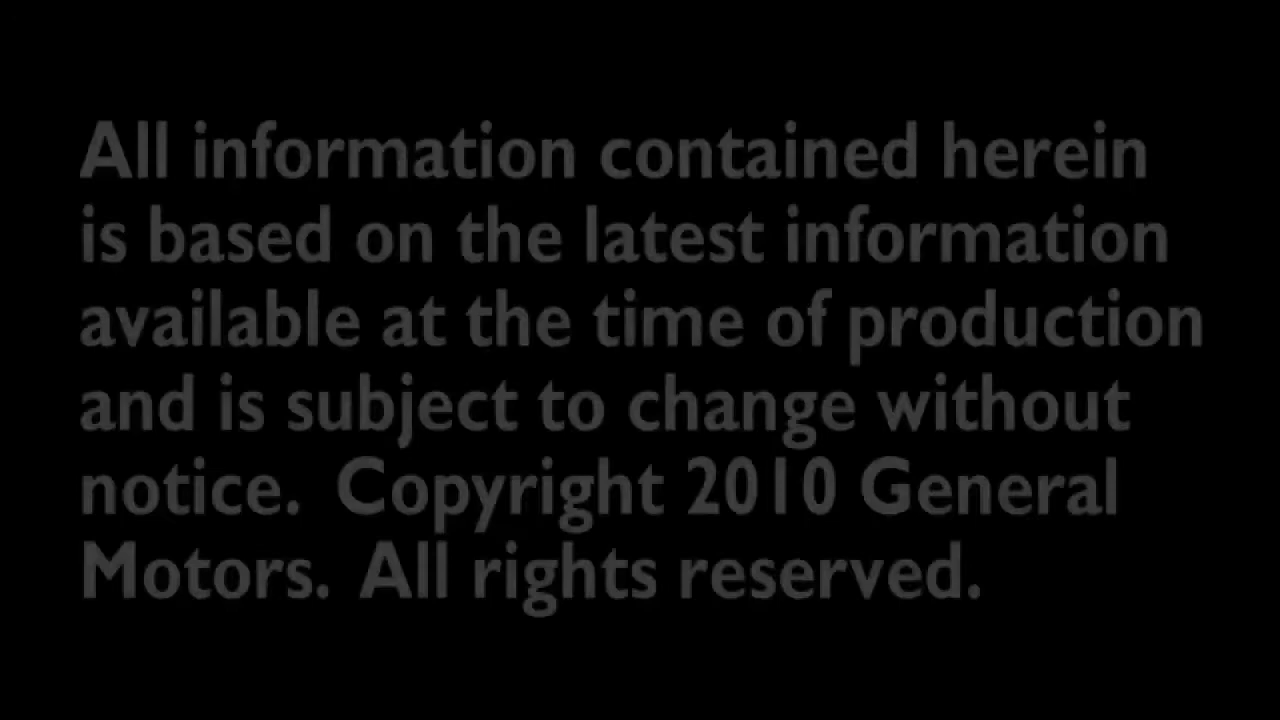 All information contained herein
is based on the latest information
available at the time of production
and is subject to change without
notice.  Copyright 2010 General
Motors.  All rights reserved.